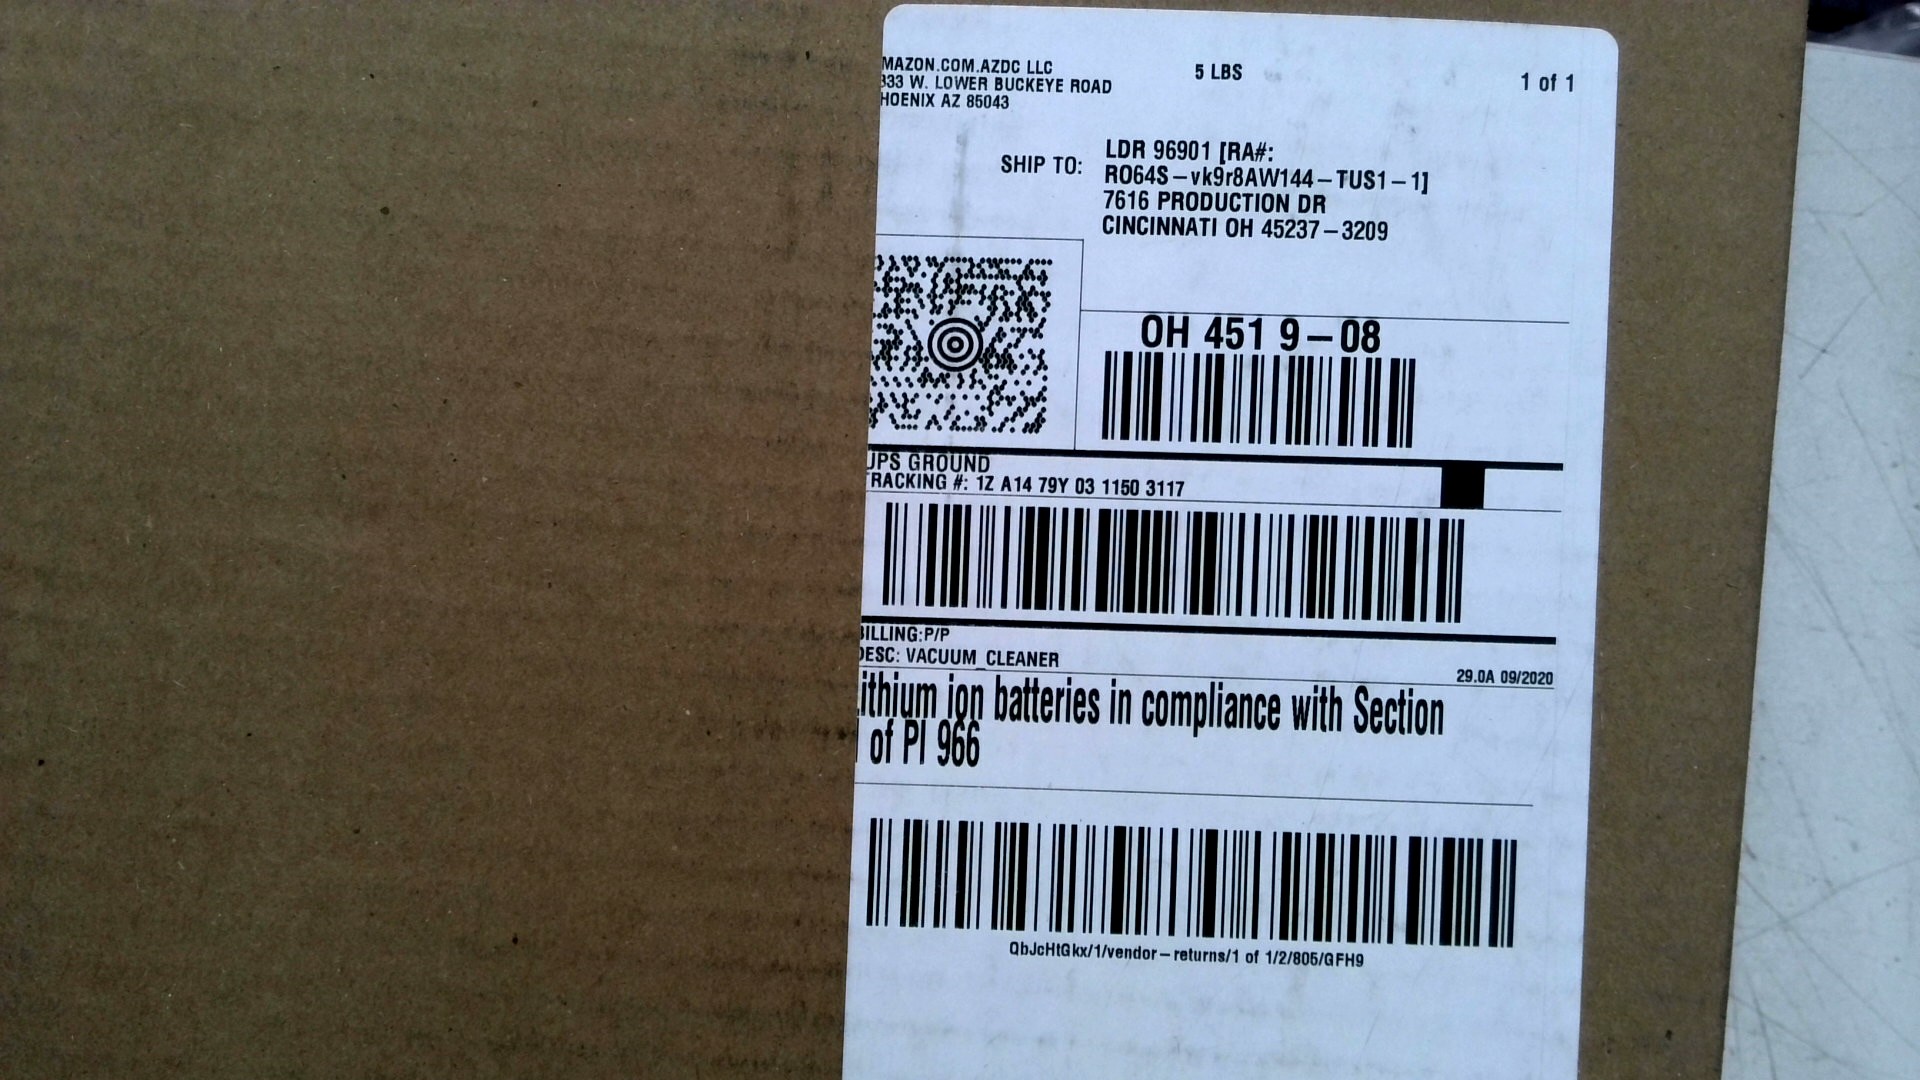 MAZON.COM.AZDC LLC
333 W. LOWER BUCKEYE ROAD
HOENIX AZ 85043
5 LBS
1 of 1
SHIP TO:
LDR 96901 [RA#:
RO64S-vk9r8AW144-TUS1-1]
7616 PRODUCTION DR
CINCINNATI OH 45237-3209
OH 451 9-08
UPS GROUND
TRACKING #: 1Z A14 79Y 03 1150 3117
BILLING:P/P
DESC: VACUUM_CLEANER
29.0A 09/2020
ithium ion batteries in compliance with Section
I of PI 966
QbJcHtGkx/1/vendor-returns/1 of 1/2/805/GFH9